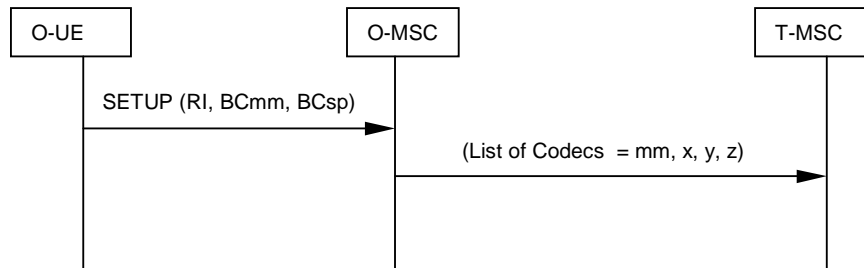 O-UE
O-MSC
T-MSC
SETUP (RI, BCmm, BCsp)
(List of Codecs = mm, x, y, z)